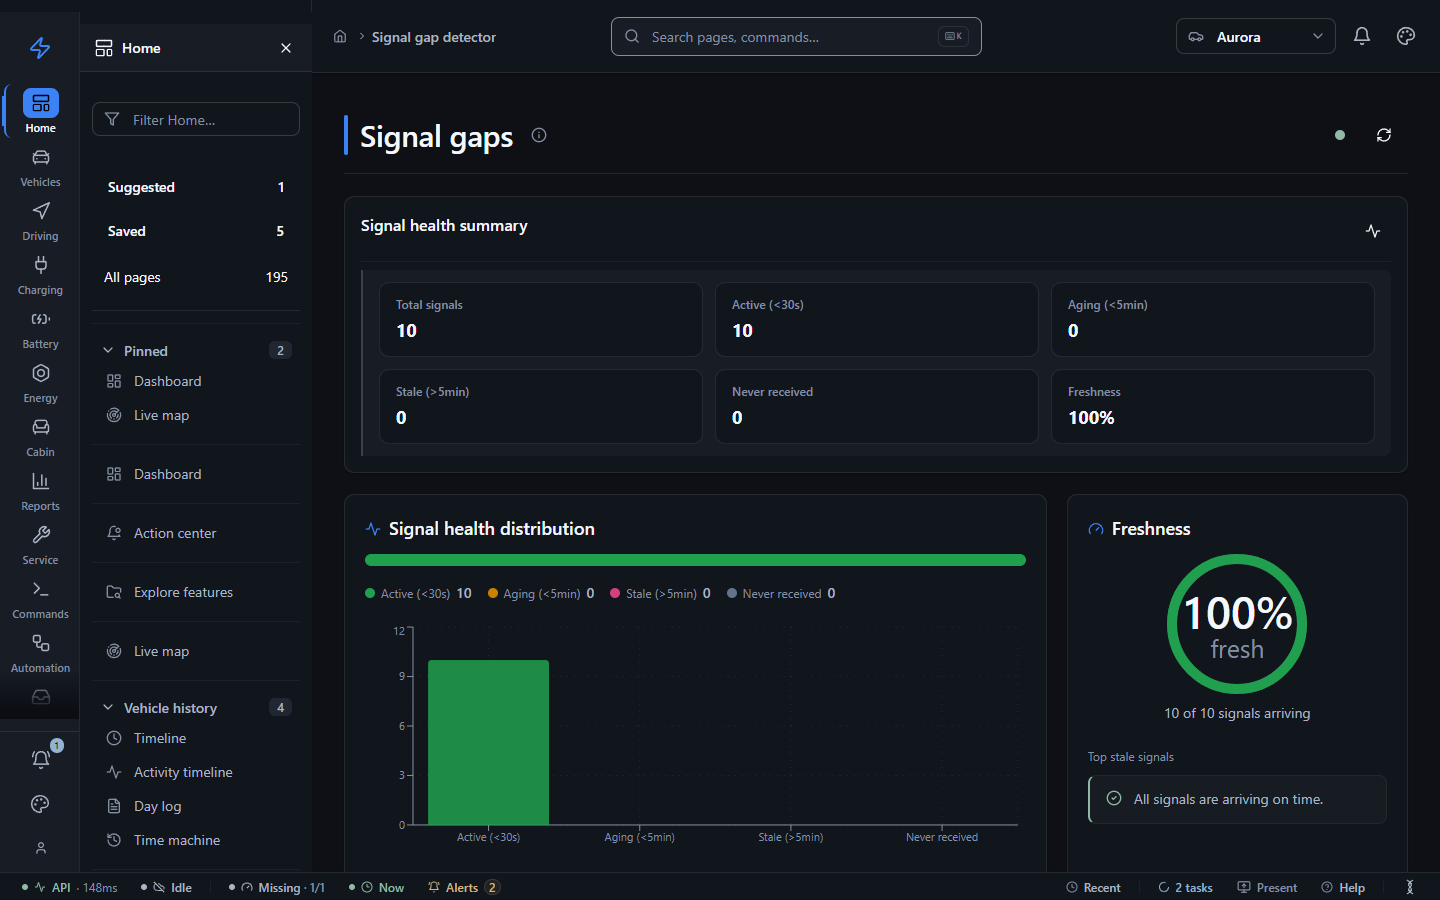 Home
Vehicles
Driving
Charging
Battery
Energy
Cabin
Reports
Service
Commands
Automation
1
Home
Filter Home...
Suggested 1
Saved 5
All pages 195
Pinned 2
Dashboard
Live map
Dashboard
Action center
Explore features
Live map
Vehicle history 4
Timeline
Activity timeline
Day log
Time machine
Signal gap detector
Search pages, commands...
K
Aurora
Signal gaps
Signal health summary
Total signals
10
Active (<30s)
10
Aging (<5min)
0
Stale (>5min)
0
Never received
0
Freshness
100%
Signal health distribution
Active (<30s) 10 Aging (<5min) 0 Stale (>5min) 0 Never received 0
12
9
6
3
0
Active (<30s) Aging (<5min) Stale (>5min) Never received
Freshness
100%
fresh
10 of 10 signals arriving
Top stale signals
All signals are arriving on time.
API · 148ms Idle Missing · 1/1 Now Alerts 2 Recent 2 tasks Present Help